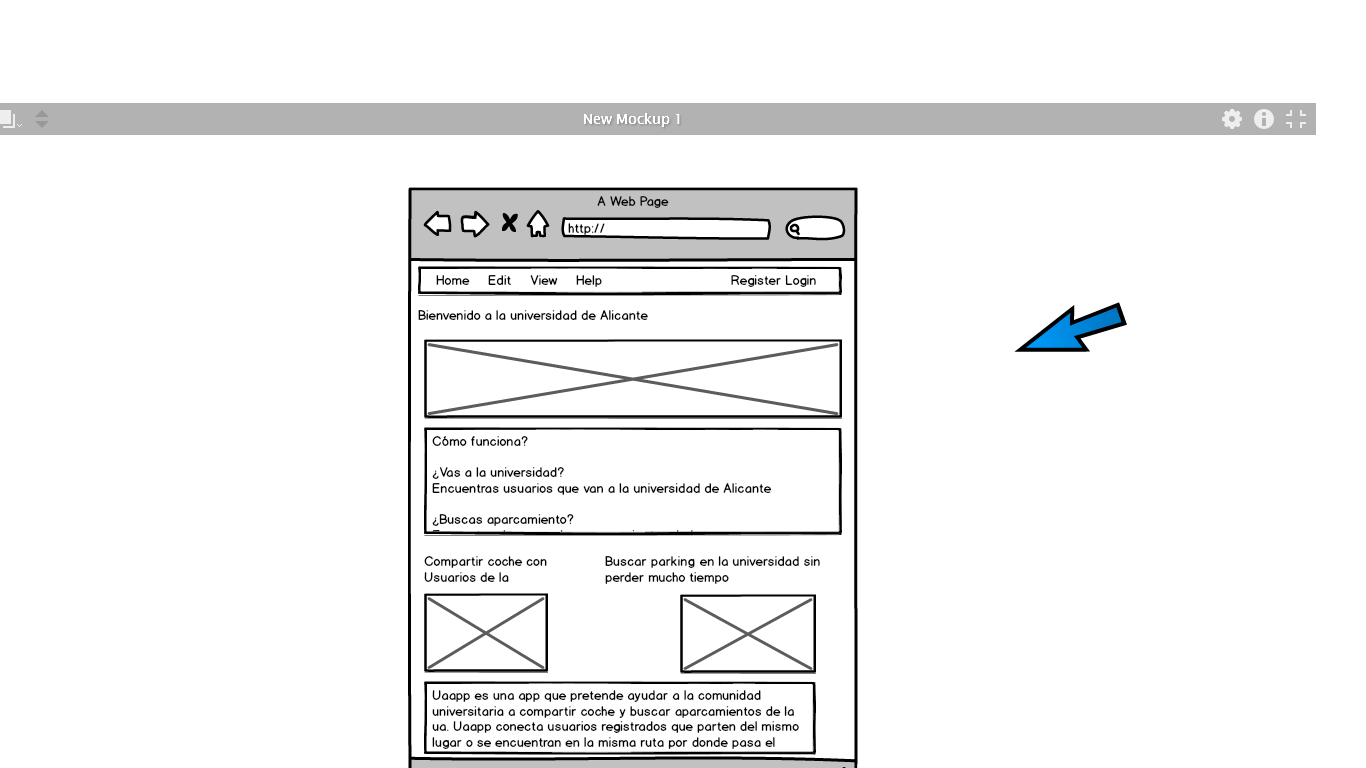 New Mockup 1
A Web Page
http://
Home Edit View Help Register Login
Bienvenido a la universidad de Alicante
Cómo funciona?
¿Vas a la universidad?
Encuentras usuarios que van a la universidad de Alicante
¿Buscas aparcamiento?
Compartir coche con
Usuarios de la
Buscar parking en la universidad sin
perder mucho tiempo
Uaapp es una app que pretende ayudar a la comunidad
universitaria a compartir coche y buscar aparcamientos de la
ua. Uaapp conecta usuarios registrados que parten del mismo
lugar o se encuentran en la misma ruta por donde pasa el